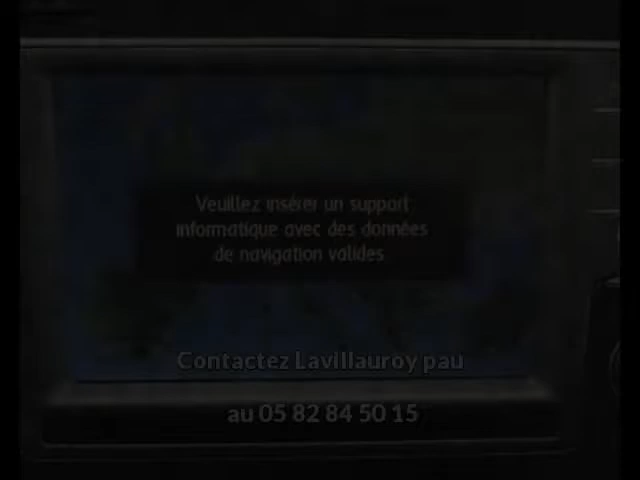 Veuillez insérer un support
informatique avec des données
de navigation valides
Contactez Lavillauroy pau
au 05 82 84 50 15